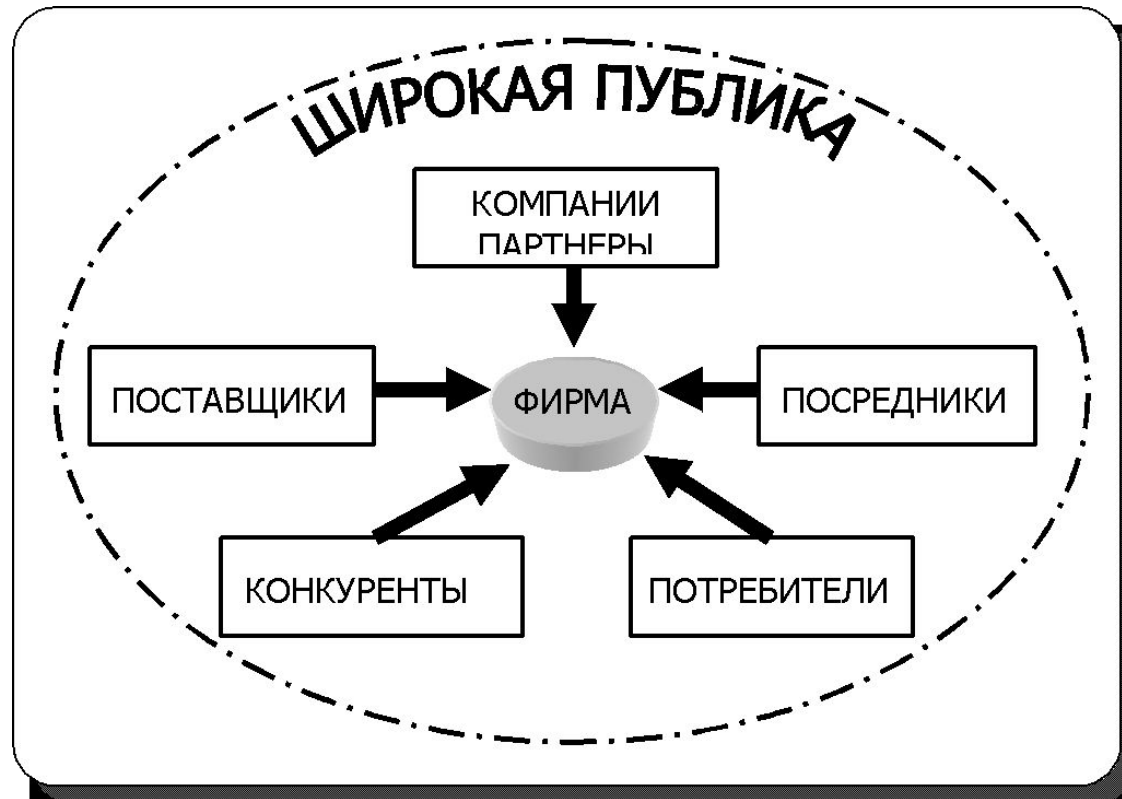 ШИРОКАЯ ПУБЛИКА
КОМПАНИИ
ПАРТНЕРЫ
ПОСТАВЩИКИ
ФИРМА
ПОСРЕДНИКИ
КОНКУРЕНТЫ
ПОТРЕБИТЕЛИ